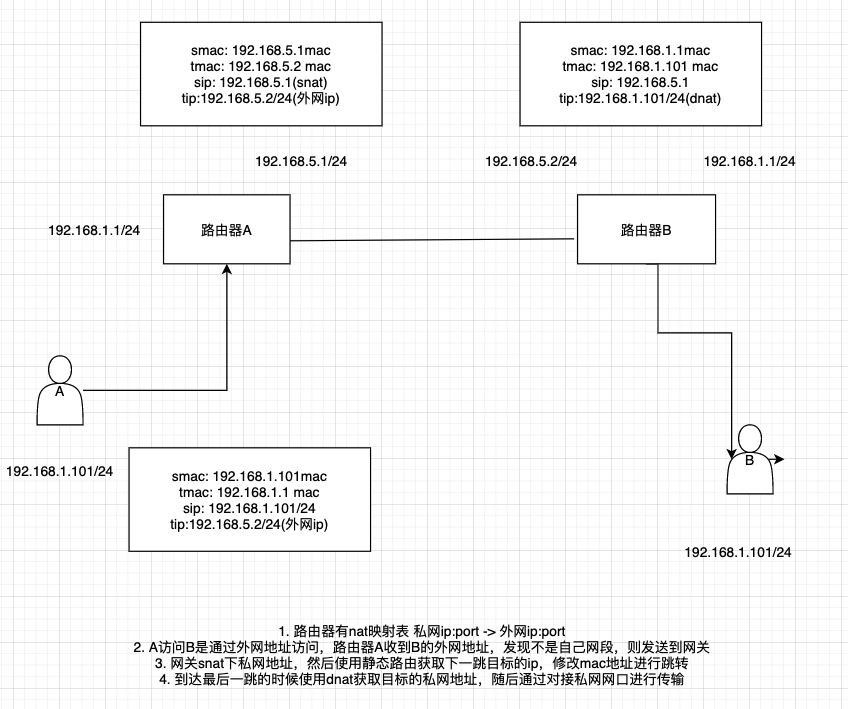 smac: 192.168.5.1mac
tmac: 192.168.5.2 mac
sip: 192.168.5.1(snat)
tip:192.168.5.2/24(外网ip)
smac: 192.168.1.1mac
tmac: 192.168.1.101 mac
sip: 192.168.5.1
tip:192.168.1.101/24(dnat)
192.168.5.1/24
192.168.5.2/24
192.168.1.1/24
192.168.1.1/24
路由器A
路由器B
A
B
192.168.1.101/24
smac: 192.168.1.101mac
tmac: 192.168.1.1 mac
sip: 192.168.1.101/24
tip:192.168.5.2/24(外网ip)
192.168.1.101/24
1. 路由器有nat映射表 私网ip:port -> 外网ip:port
2. A访问B是通过外网地址访问，路由器A收到B的外网地址，发现不是自己网段，则发送到网关
3. 网关snat下私网地址，然后使用静态路由获取下一跳目标的ip，修改mac地址进行跳转
4. 到达最后一跳的时候使用dnat获取目标的私网地址，随后通过对接私网网口进行传输